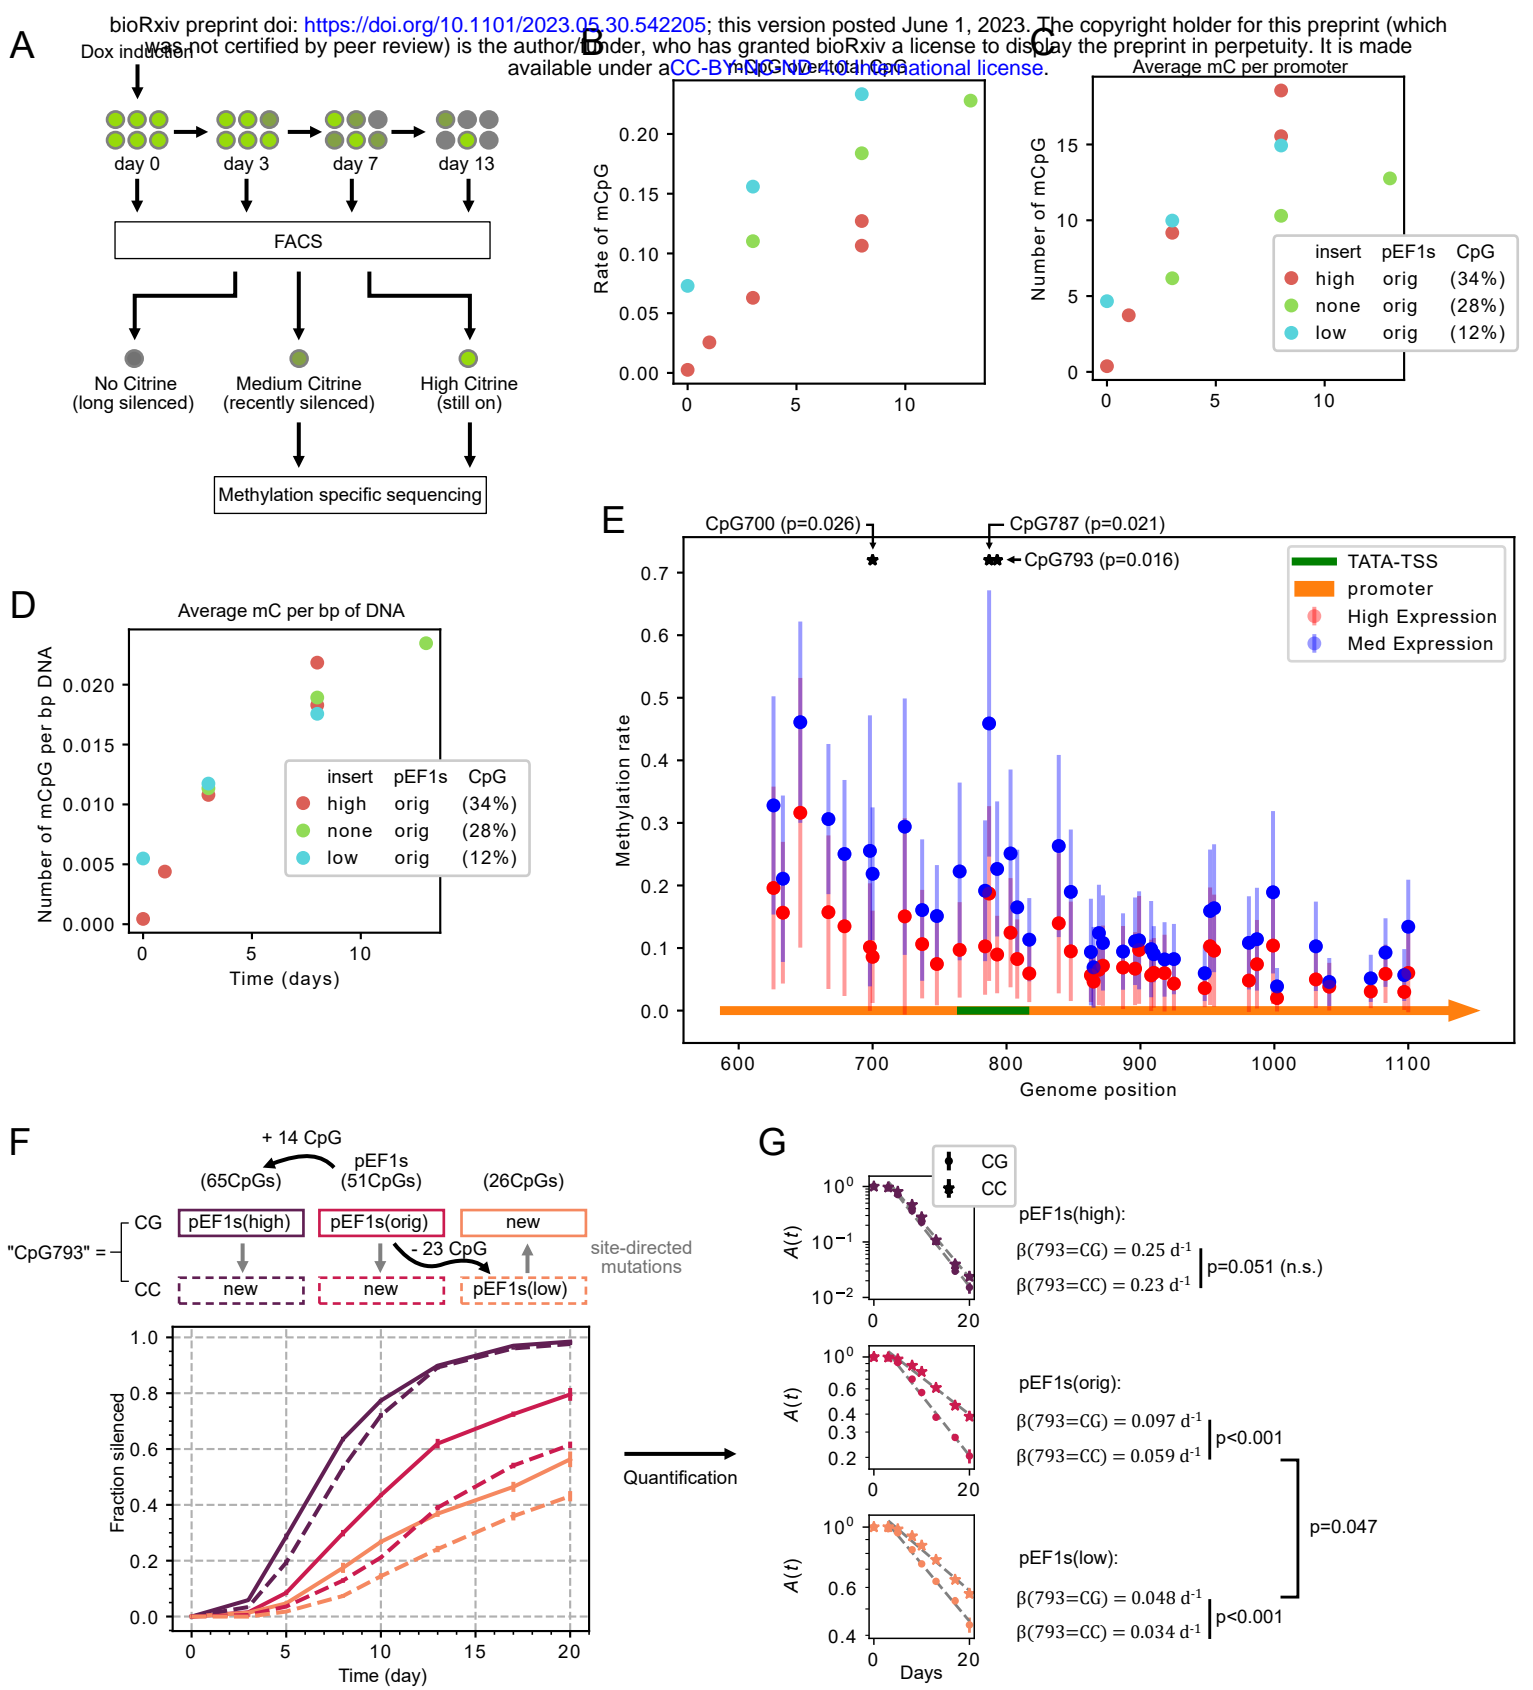 bioRxiv preprint doi: https://doi.org/10.1101/2023.05.30.542205; this version posted June 1, 2023. The copyright holder for this preprint (which
was not certified by peer review) is the author/funder, who has granted bioRxiv a license to display the preprint in perpetuity. It is made
available under aCC-BY-NC-ND 4.0 International license.
A
Dox induction
day 0 day 3 day 7 day 13
FACS
No Citrine
(long silenced)
Medium Citrine
(recently silenced)
High Citrine
(still on)
Methylation specific sequencing
B
mCpG over total CpG
Rate of mCpG
0.20
0.15
0.10
0.05
0.00
0 5 10
C
Average mC per promoter
Number of mCpG
15
10
5
0
0 5 10
insert pEF1s CpG
high orig (34%)
none orig (28%)
low orig (12%)
D
Average mC per bp of DNA
Number of mCpG per bp DNA
0.020
0.015
0.010
0.005
0.000
0 5 10
Time (days)
insert pEF1s CpG
high orig (34%)
none orig (28%)
low orig (12%)
E
CpG700 (p=0.026)
CpG787 (p=0.021)
CpG793 (p=0.016)
TATA-TSS
promoter
High Expression
Med Expression
Methylation rate
0.7
0.6
0.5
0.4
0.3
0.2
0.1
0.0
600 700 800 900 1000 1100
Genome position
F
+ 14 CpG
pEF1s
(65CpGs) (51CpGs) (26CpGs)
"CpG793" =
CG pEF1s(high) pEF1s(orig) new
- 23 CpG
site-directed
mutations
CC new new pEF1s(low)
Fraction silenced
1.0
0.8
0.6
0.4
0.2
0.0
0 5 10 15 20
Time (day)
Quantification
G
CG
CC
A(t)
10⁰
10⁻¹
10⁻²
0 20
pEF1s(high):
β(793=CG) = 0.25 d⁻¹
β(793=CC) = 0.23 d⁻¹
p=0.051 (n.s.)
A(t)
10⁰
0.6
0.4
0.3
0.2
0 20
pEF1s(orig):
β(793=CG) = 0.097 d⁻¹
β(793=CC) = 0.059 d⁻¹
p<0.001
p=0.047
A(t)
10⁰
0.6
0.4
0 20
Days
pEF1s(low):
β(793=CG) = 0.048 d⁻¹
β(793=CC) = 0.034 d⁻¹
p<0.001